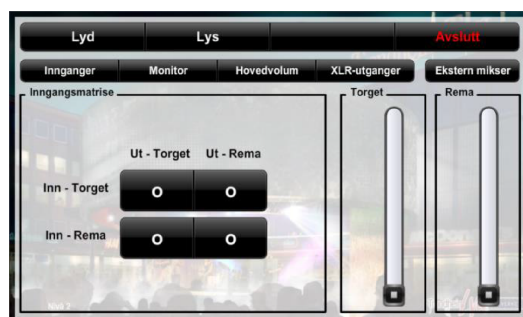 Lyd Lys Avslutt
Innganger Monitor Hovedvolum XLR-utganger Ekstern mikser
Inngangsmatrise Torget Rema
Ut - Torget Ut - Rema
Inn - Torget O O
Inn - Rema O O